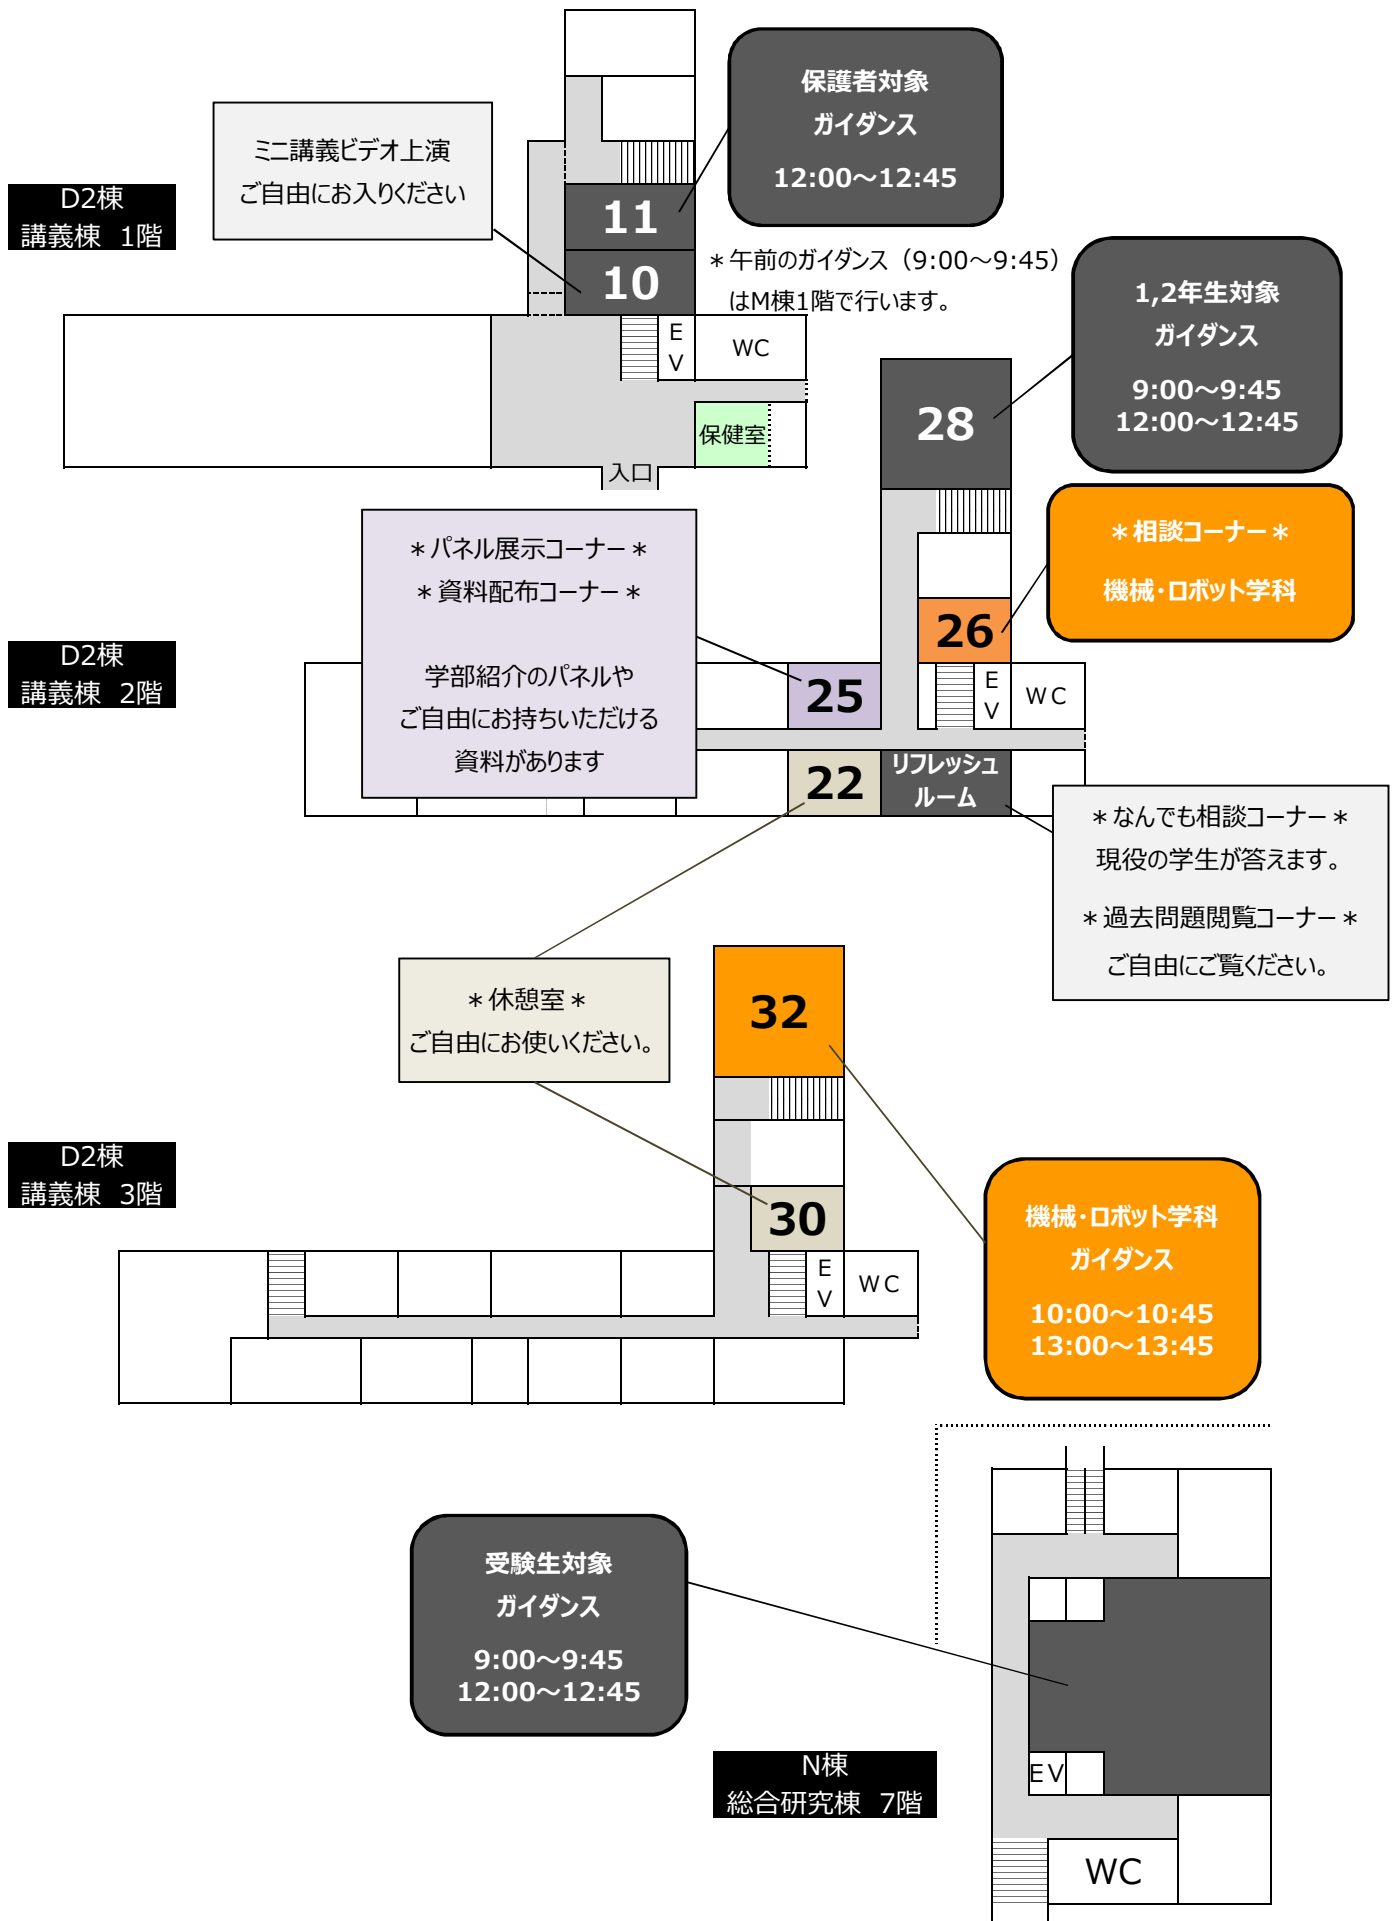 保護者対象
ガイダンス
12:00～12:45
ミニ講義ビデオ上演
ご自由にお入りください
D2棟
講義棟 1階
11
10
＊午前のガイダンス（9:00～9:45）
はM棟1階で行います。
E
V
WC
保健室
入口
1,2年生対象
ガイダンス
9:00～9:45
12:00～12:45
28
＊相談コーナー＊
機械・ロボット学科
26
＊パネル展示コーナー＊
＊資料配布コーナー＊
学部紹介のパネルや
ご自由にお持ちいただける
資料があります
D2棟
講義棟 2階
25
E
V
WC
22
リフレッシュ
ルーム
＊なんでも相談コーナー＊
現役の学生が答えます。
＊過去問題閲覧コーナー＊
ご自由にご覧ください。
＊休憩室＊
ご自由にお使いください。
32
D2棟
講義棟 3階
30
E
V
WC
機械・ロボット学科
ガイダンス
10:00～10:45
13:00～13:45
受験生対象
ガイダンス
9:00～9:45
12:00～12:45
N棟
総合研究棟 7階
EV
WC